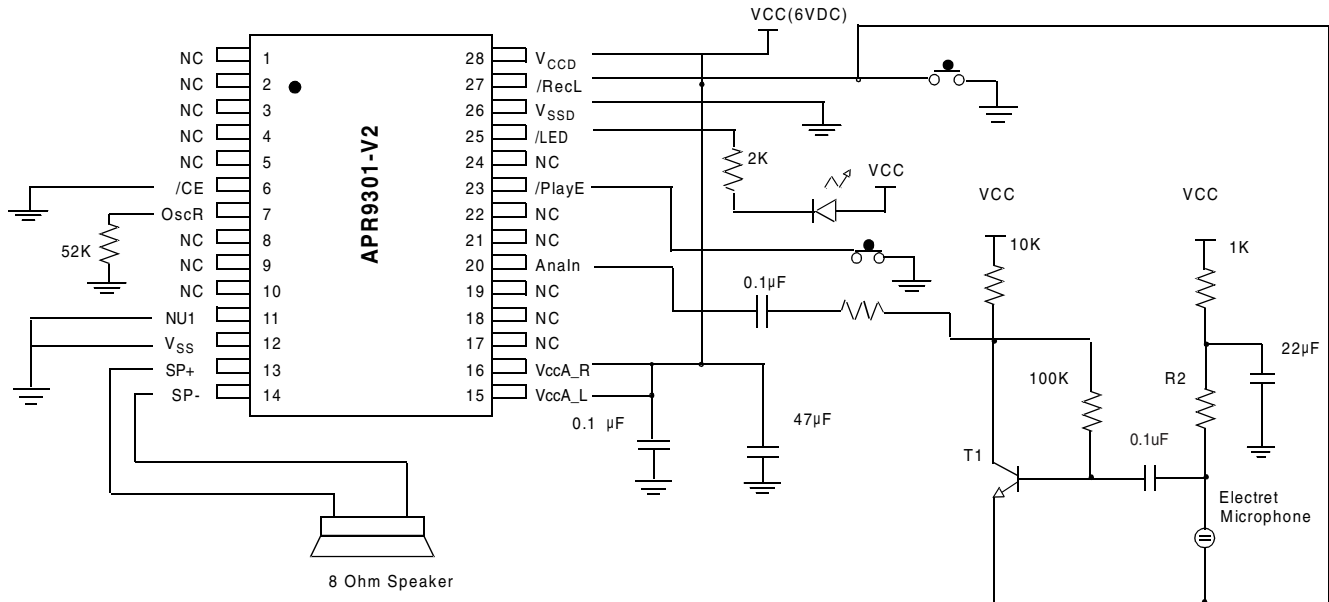 VCC(6VDC)
APR9301-V2
NC 1
NC 2
NC 3
NC 4
NC 5
/CE 6
OscR 7
NC 8
NC 9
NC 10
NU1 11
VSS 12
SP+ 13
SP- 14
28 VCCD
27 /RecL
26 VSSD
25 /LED
24 NC
23 /PlayE
22 NC
21 NC
20 AnaIn
19 NC
18 NC
17 NC
16 VccA_R
15 VccA_L
52K
2K
VCC
VCC
VCC
10K
1K
0.1µF
22µF
100K
R2
0.1 µF
47µF
0.1uF
T1
Electret
Microphone
8 Ohm Speaker